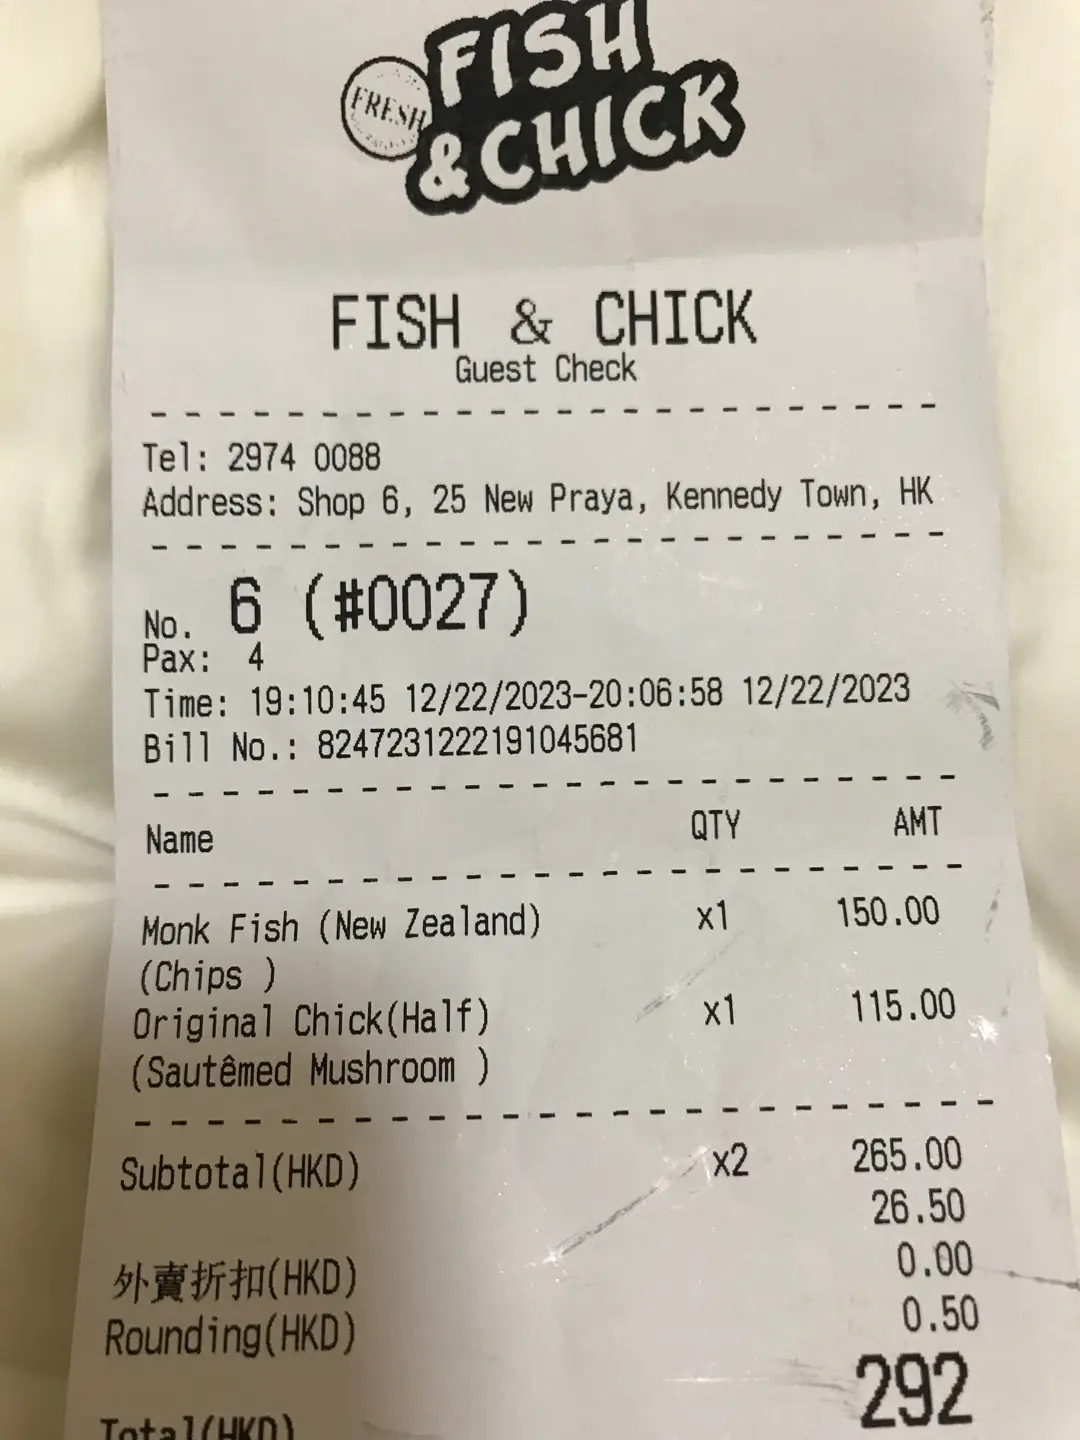 FRESH
FISH
& CHICK
FISH & CHICK
Guest Check
Tel: 2974 0088
Address: Shop 6, 25 New Praya, Kennedy Town, HK
No. 6 (#0027)
Pax: 4
Time: 19:10:45 12/22/2023-20:06:58 12/22/2023
Bill No.: 8247231222191045681
Name QTY AMT
Monk Fish (New Zealand) x1 150.00
(Chips )
Original Chick(Half) x1 115.00
(Sautêmed Mushroom )
Subtotal(HKD) x2 265.00
26.50
外賣折扣(HKD) 0.00
Rounding(HKD) 0.50
Total(HKD) 292